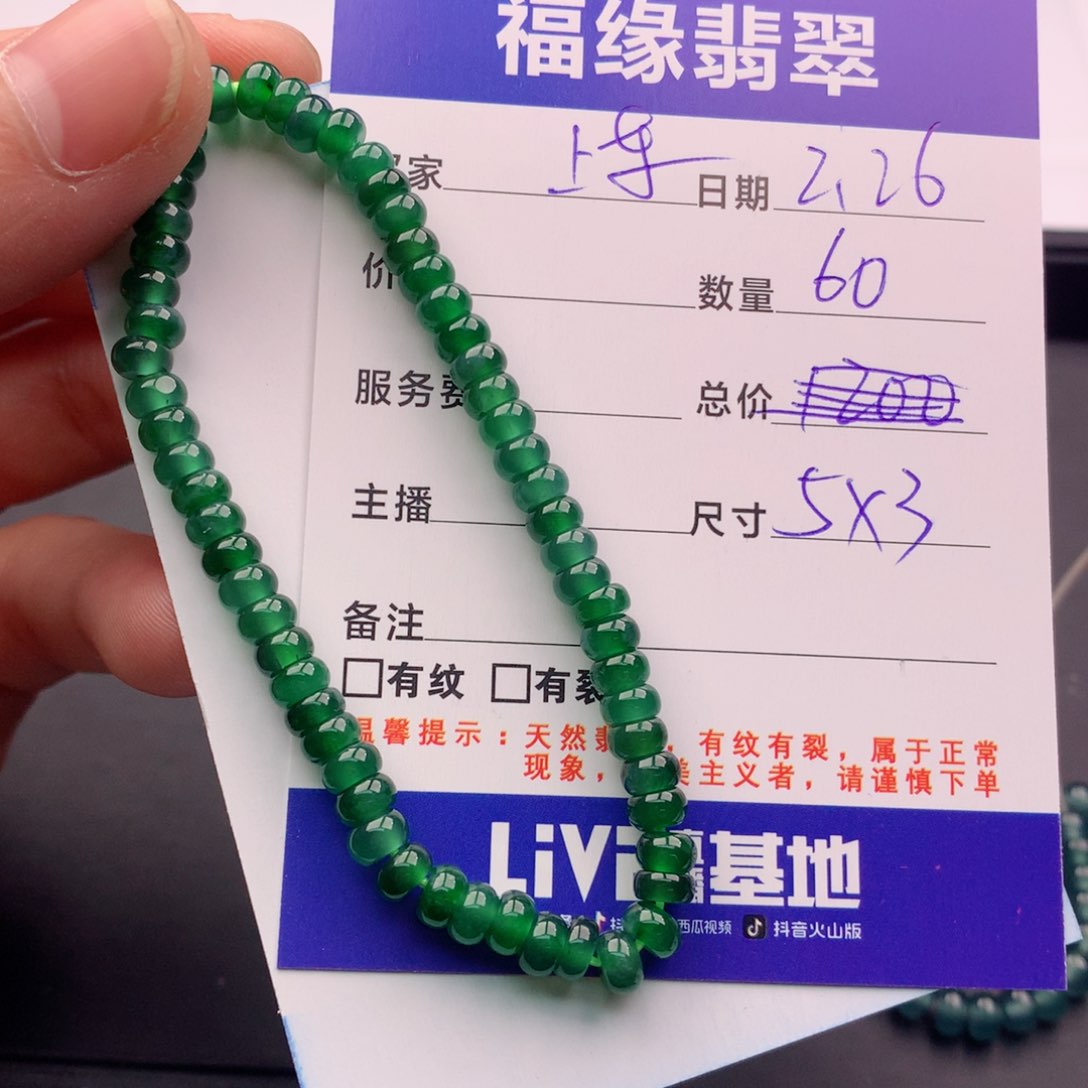 福缘翡翠
家 日期 2.26
价 数量 60
服务费 总价 1200
主播 尺寸 5X3
备注
有纹 有裂
温馨提示：天然翡，有纹有裂，属于正常
现象，美主义者，请谨慎下单
LiVi 基地
西瓜视频 抖音火山版